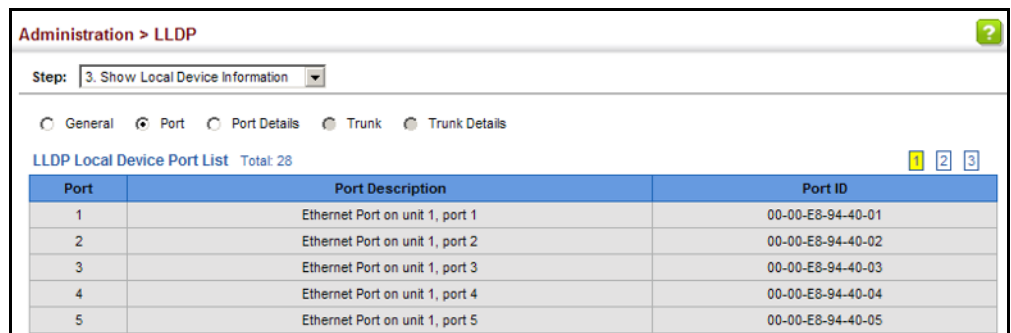 Administration > LLDP
?
Step: 3. Show Local Device Information
General Port Port Details Trunk Trunk Details
LLDP Local Device Port List Total: 28 1 2 3
Port Port Description Port ID
1 Ethernet Port on unit 1, port 1 00-00-E8-94-40-01
2 Ethernet Port on unit 1, port 2 00-00-E8-94-40-02
3 Ethernet Port on unit 1, port 3 00-00-E8-94-40-03
4 Ethernet Port on unit 1, port 4 00-00-E8-94-40-04
5 Ethernet Port on unit 1, port 5 00-00-E8-94-40-05